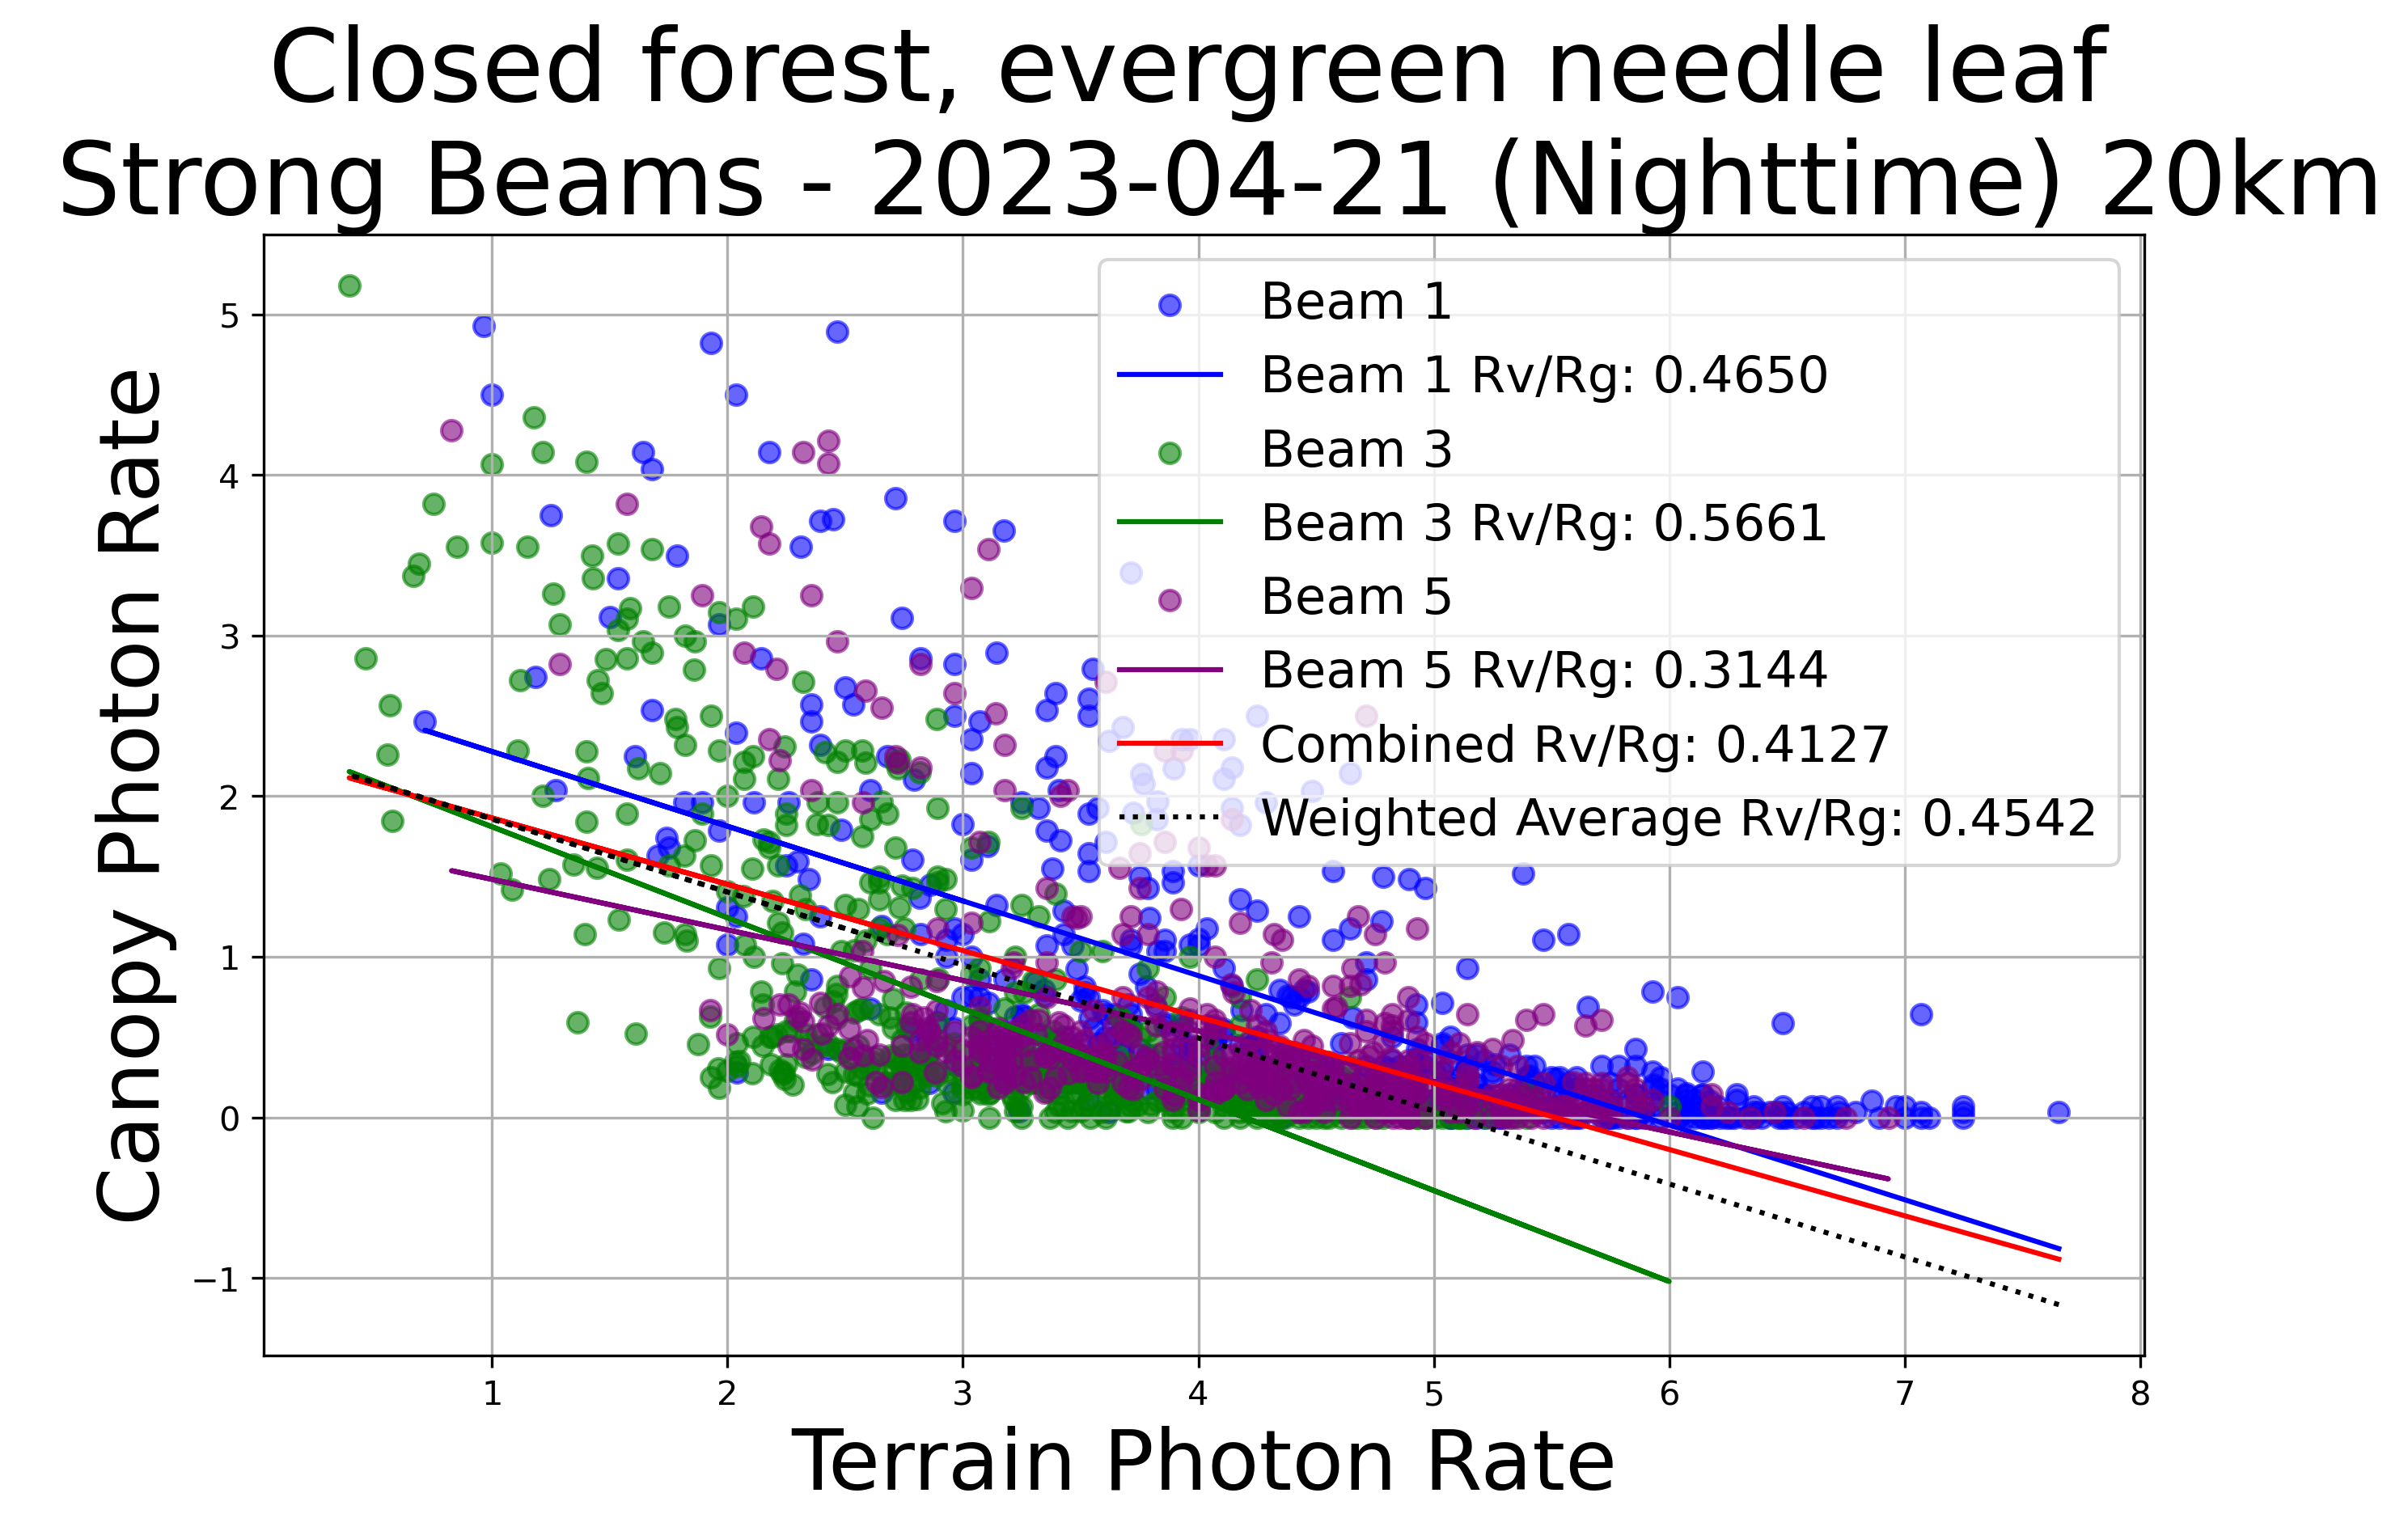 Closed forest, evergreen needle leaf
Strong Beams - 2023-04-21 (Nighttime) 20km
Canopy Photon Rate
5
4
3
2
1
0
−1
Beam 1
Beam 1 Rv/Rg: 0.4650
Beam 3
Beam 3 Rv/Rg: 0.5661
Beam 5
Beam 5 Rv/Rg: 0.3144
Combined Rv/Rg: 0.4127
Weighted Average Rv/Rg: 0.4542
1 2 3 4 5 6 7 8
Terrain Photon Rate